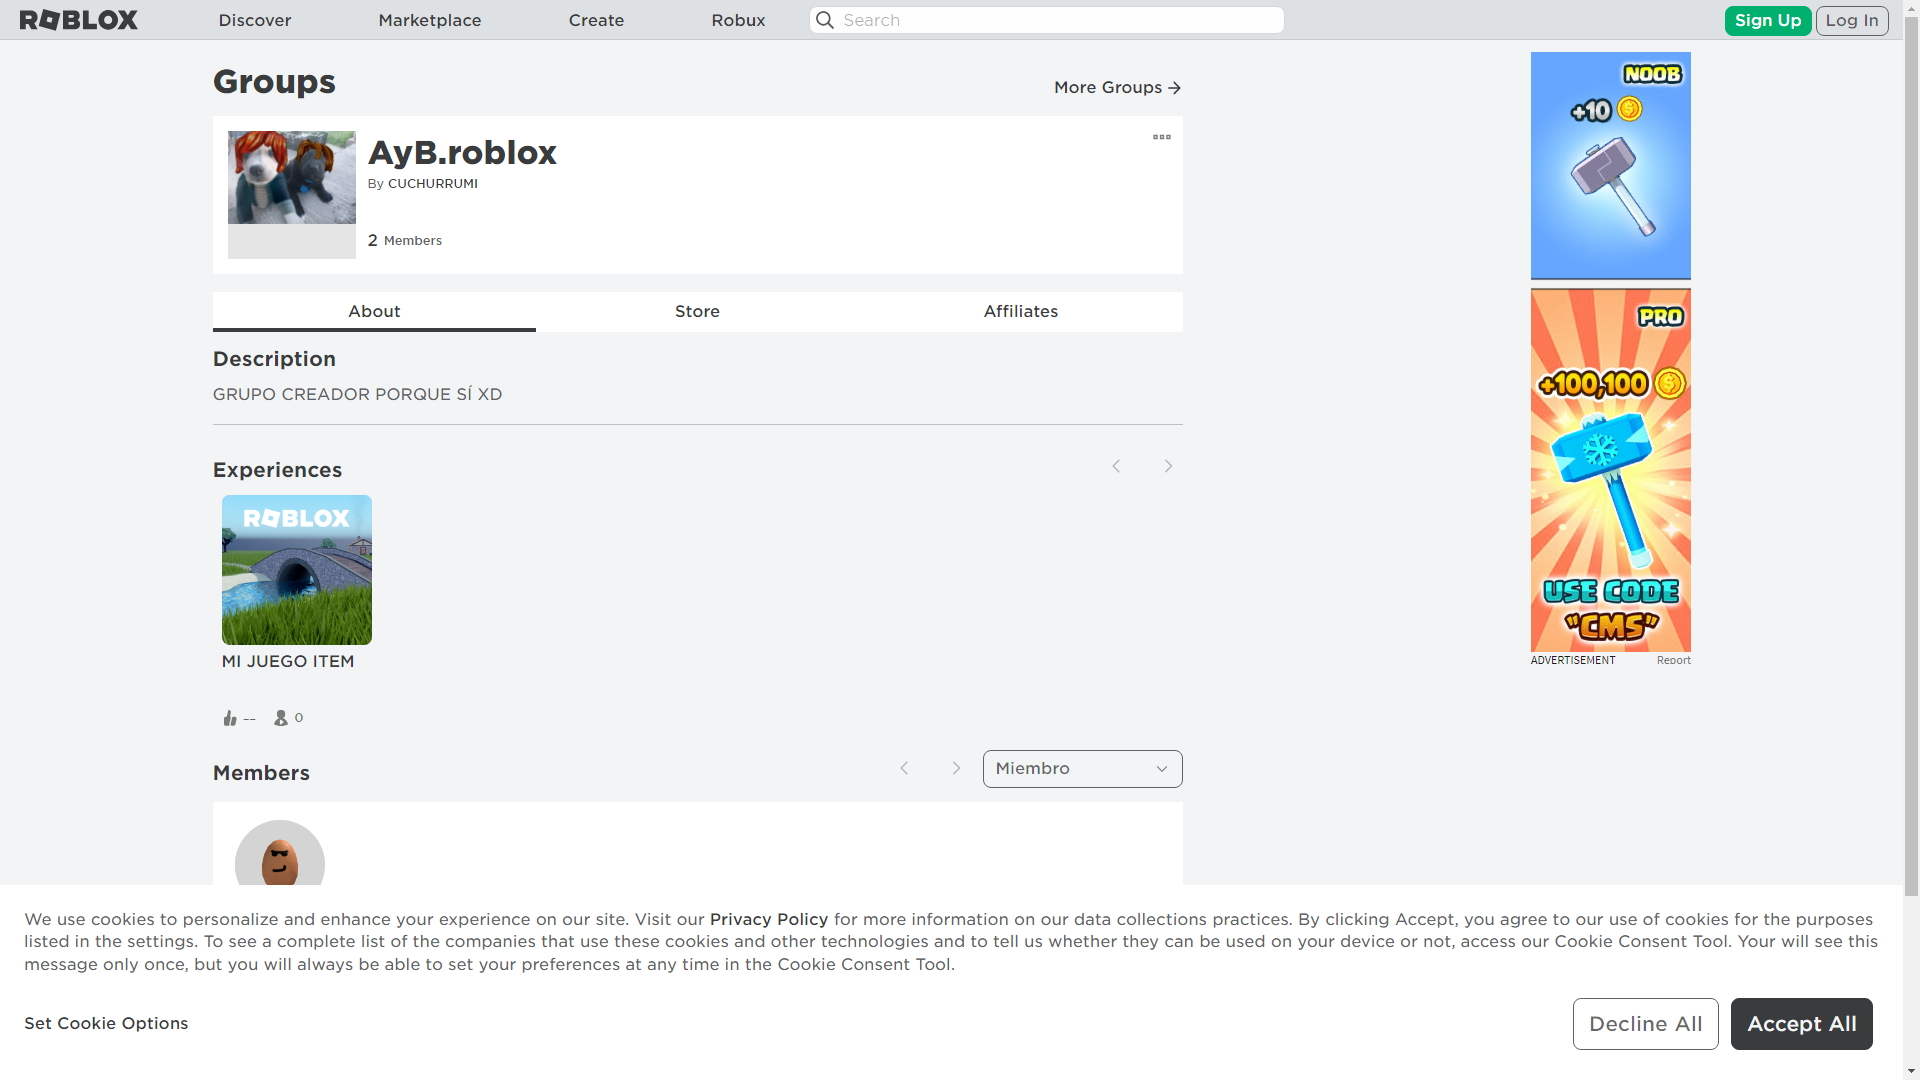 ROBLOX
Discover
Marketplace
Create
Robux
Search
Sign Up
Log In
Groups
More Groups
AyB.roblox
By CUCHURRUMI
2 Members
About
Store
Affiliates
Description
GRUPO CREADOR PORQUE SÍ XD
Experiences
ROBLOX
MI JUEGO ITEM
--
0
Members
Miembro
NOOB
+10
PRO
+100,100
USE CODE
"CMS"
ADVERTISEMENT
Report
We use cookies to personalize and enhance your experience on our site. Visit our Privacy Policy for more information on our data collections practices. By clicking Accept, you agree to our use of cookies for the purposes
listed in the settings. To see a complete list of the companies that use these cookies and other technologies and to tell us whether they can be used on your device or not, access our Cookie Consent Tool. Your will see this
message only once, but you will always be able to set your preferences at any time in the Cookie Consent Tool.
Set Cookie Options
Decline All
Accept All